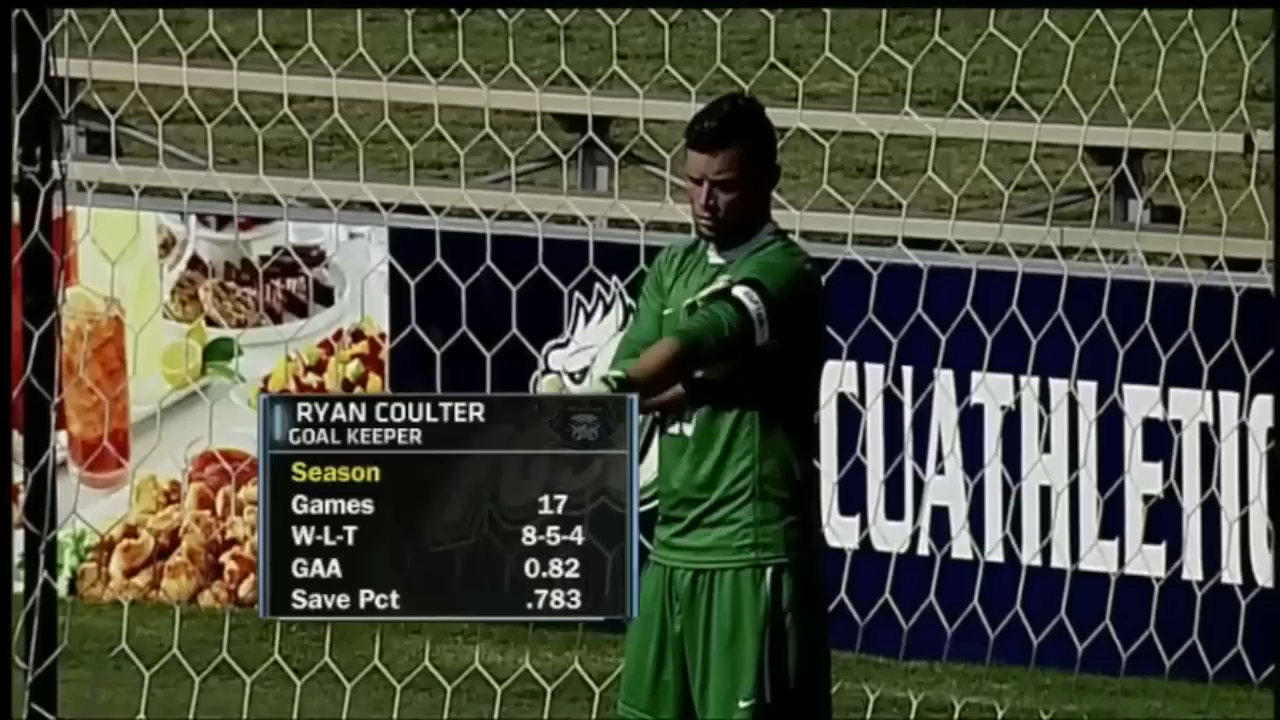 RYAN COULTER
GOAL KEEPER
Season
Games 17
W-L-T 8-5-4
GAA 0.82
Save Pct .783
CUATHLETIC